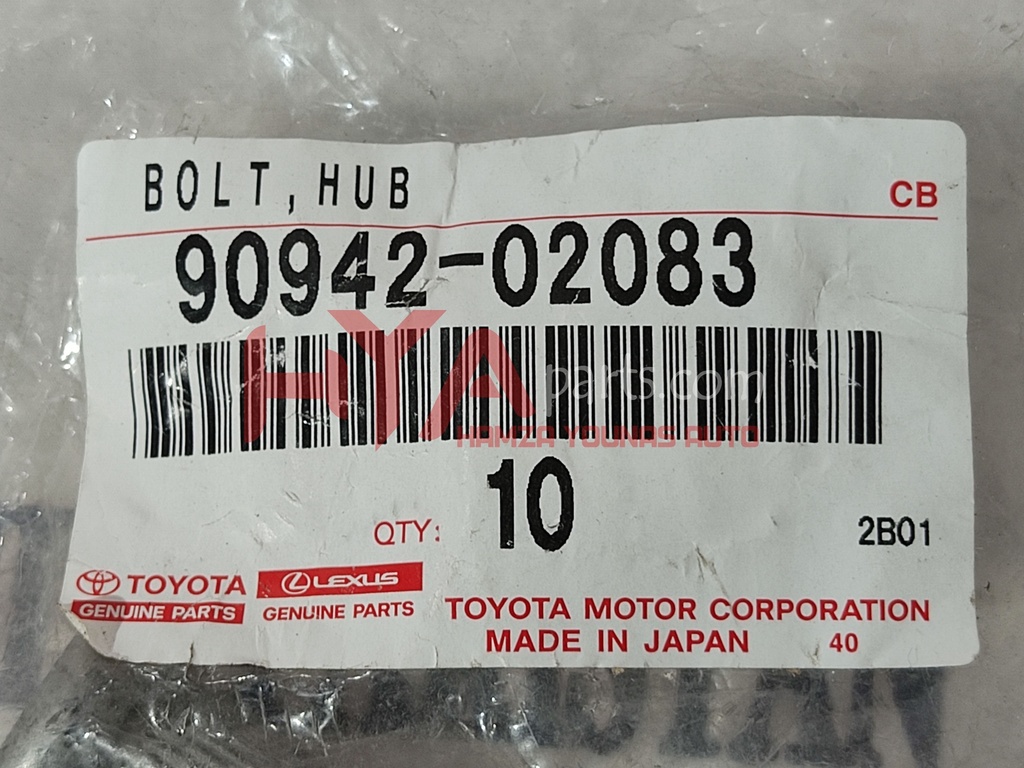 BOLT, HUB
CB
90942-02083
HYA parts.com
HAMZA YOUNAS AUTO
QTY: 10
2B01
TOYOTA
GENUINE PARTS
LEXUS
GENUINE PARTS
TOYOTA MOTOR CORPORATION
MADE IN JAPAN 40